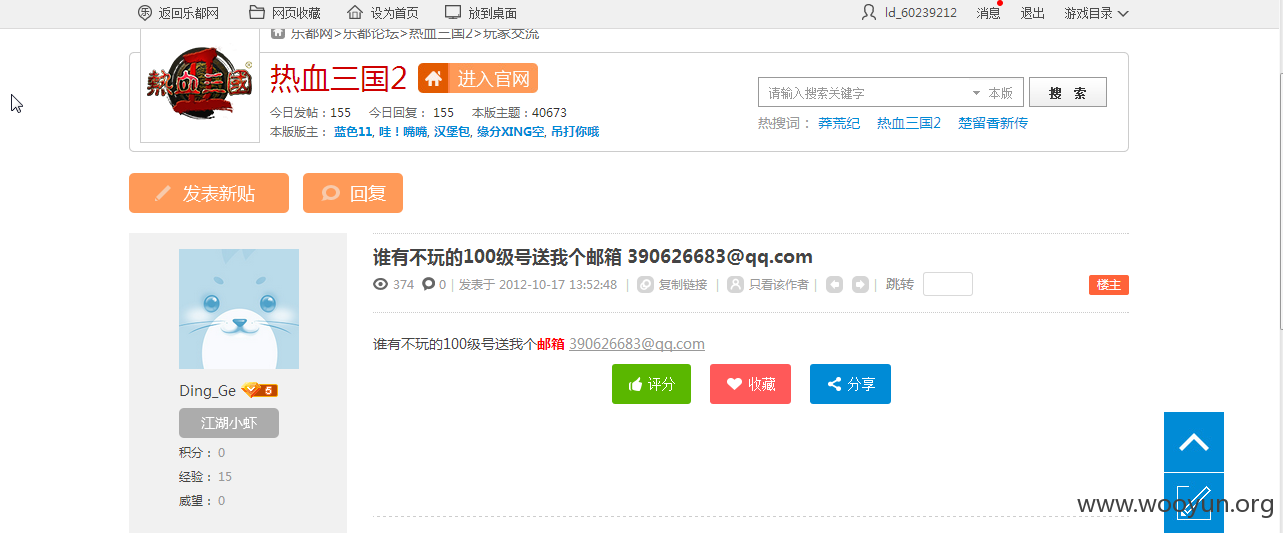 返回乐都网 网页收藏 设为首页 放到桌面 ld_60239212 消息 退出 游戏目录
乐都网>乐都论坛>热血三国2>玩家交流
熱血三國
热血三国2 进入官网
请输入搜索关键字 本版 搜 索
今日发帖：155 今日回复： 155 本版主题：40673
热搜词： 莽荒纪 热血三国2 楚留香新传
本版版主： 蓝色11, 哇！嘀嘀, 汉堡包, 缘分XING空, 吊打你哦
发表新贴 回复
谁有不玩的100级号送我个邮箱 390626683@qq.com
374 0 | 发表于 2012-10-17 13:52:48 | 复制链接 | 只看该作者 | | 跳转 楼主
谁有不玩的100级号送我个邮箱 390626683@qq.com
评分 收藏 分享
Ding_Ge 5
江湖小虾
积分： 0
经验： 15
威望： 0
www.wooyun.org